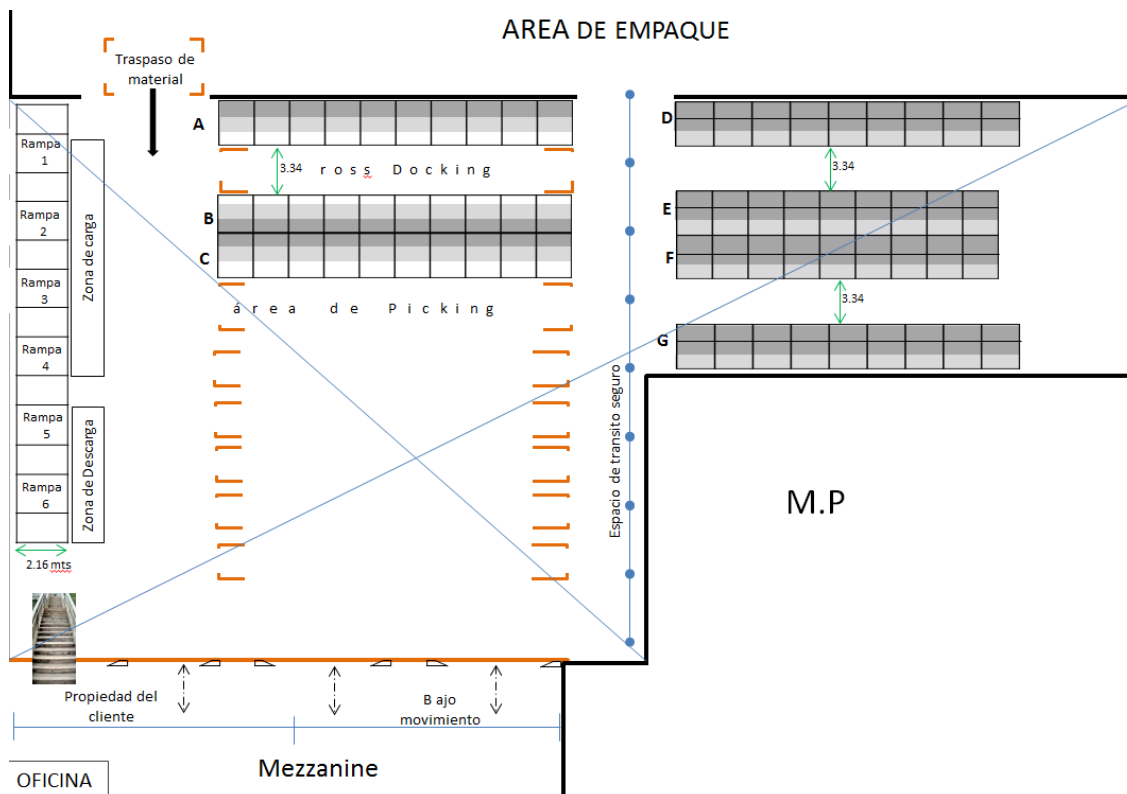 AREA DE EMPAQUE
Traspaso de
material
A
D
Rampa
1
3.34
ross Docking
3.34
B
E
Rampa
2
Zona de carga
C
F
Rampa
3
área de Picking
3.34
G
Rampa
4
Espacio de transito seguro
Rampa
5
Zona de Descarga
Rampa
6
M.P
2.16 mts
Propiedad del
cliente
B ajo
movimiento
Mezzanine
OFICINA